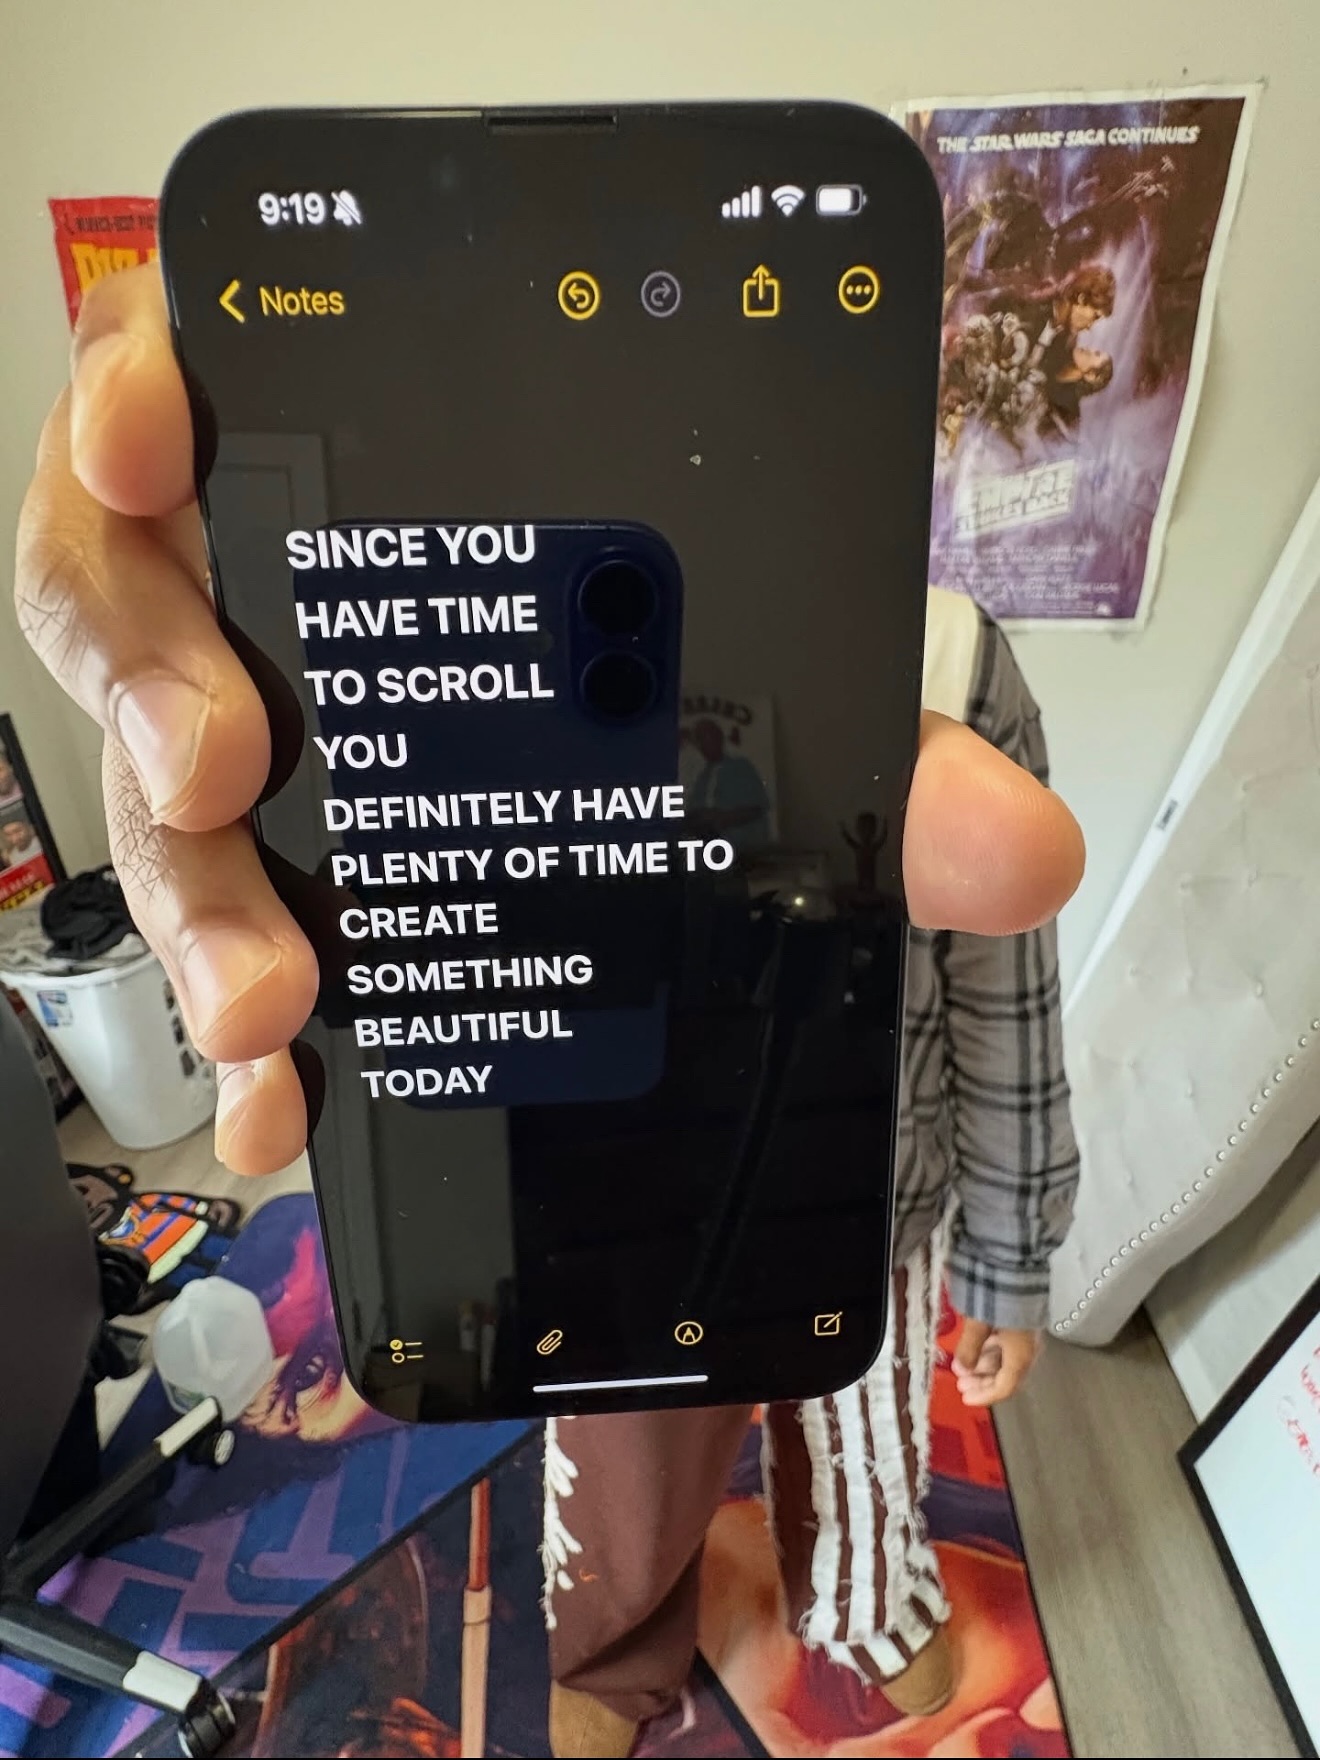 THE STAR WARS SAGA CONTINUES
9:19
Notes
SINCE YOU
HAVE TIME
TO SCROLL
YOU
DEFINITELY HAVE
PLENTY OF TIME TO
CREATE
SOMETHING
BEAUTIFUL
TODAY